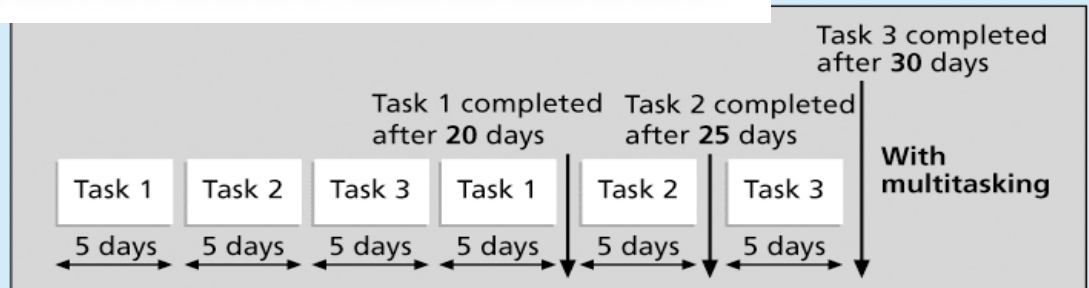 Task 3 completed
after 30 days
Task 1 completed
after 20 days
Task 2 completed
after 25 days
With
multitasking
Task 1
Task 2
Task 3
Task 1
Task 2
Task 3
5 days
5 days
5 days
5 days
5 days
5 days